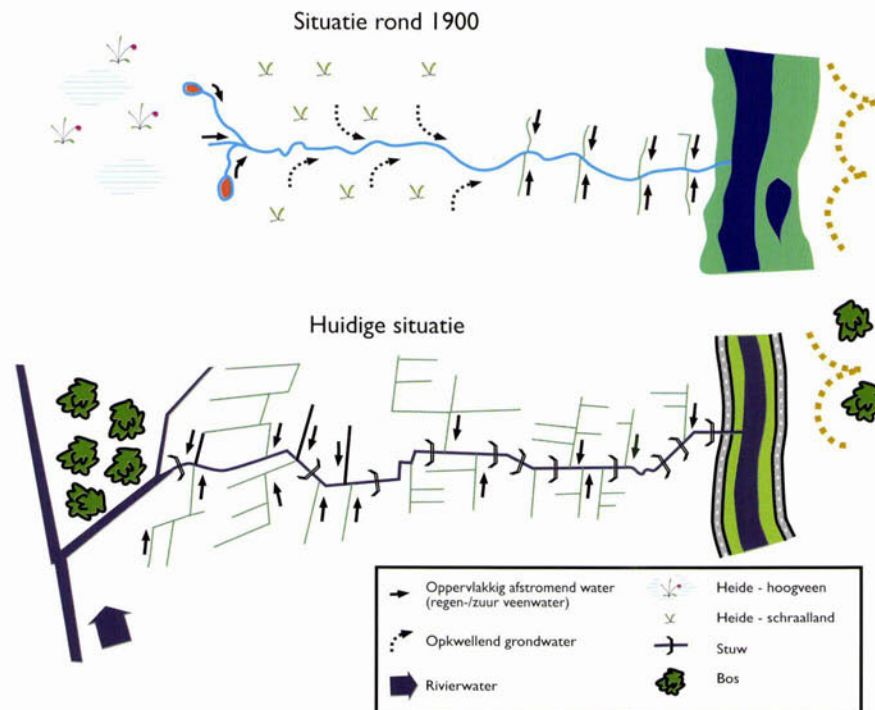 Situatie rond 1900
Huidige situatie
Oppervlakkig afstromend water
(regen-/zuur veenwater)
Opkwellend grondwater
Rivierwater
Heide - hoogveen
Heide - schraalland
Stuw
Bos